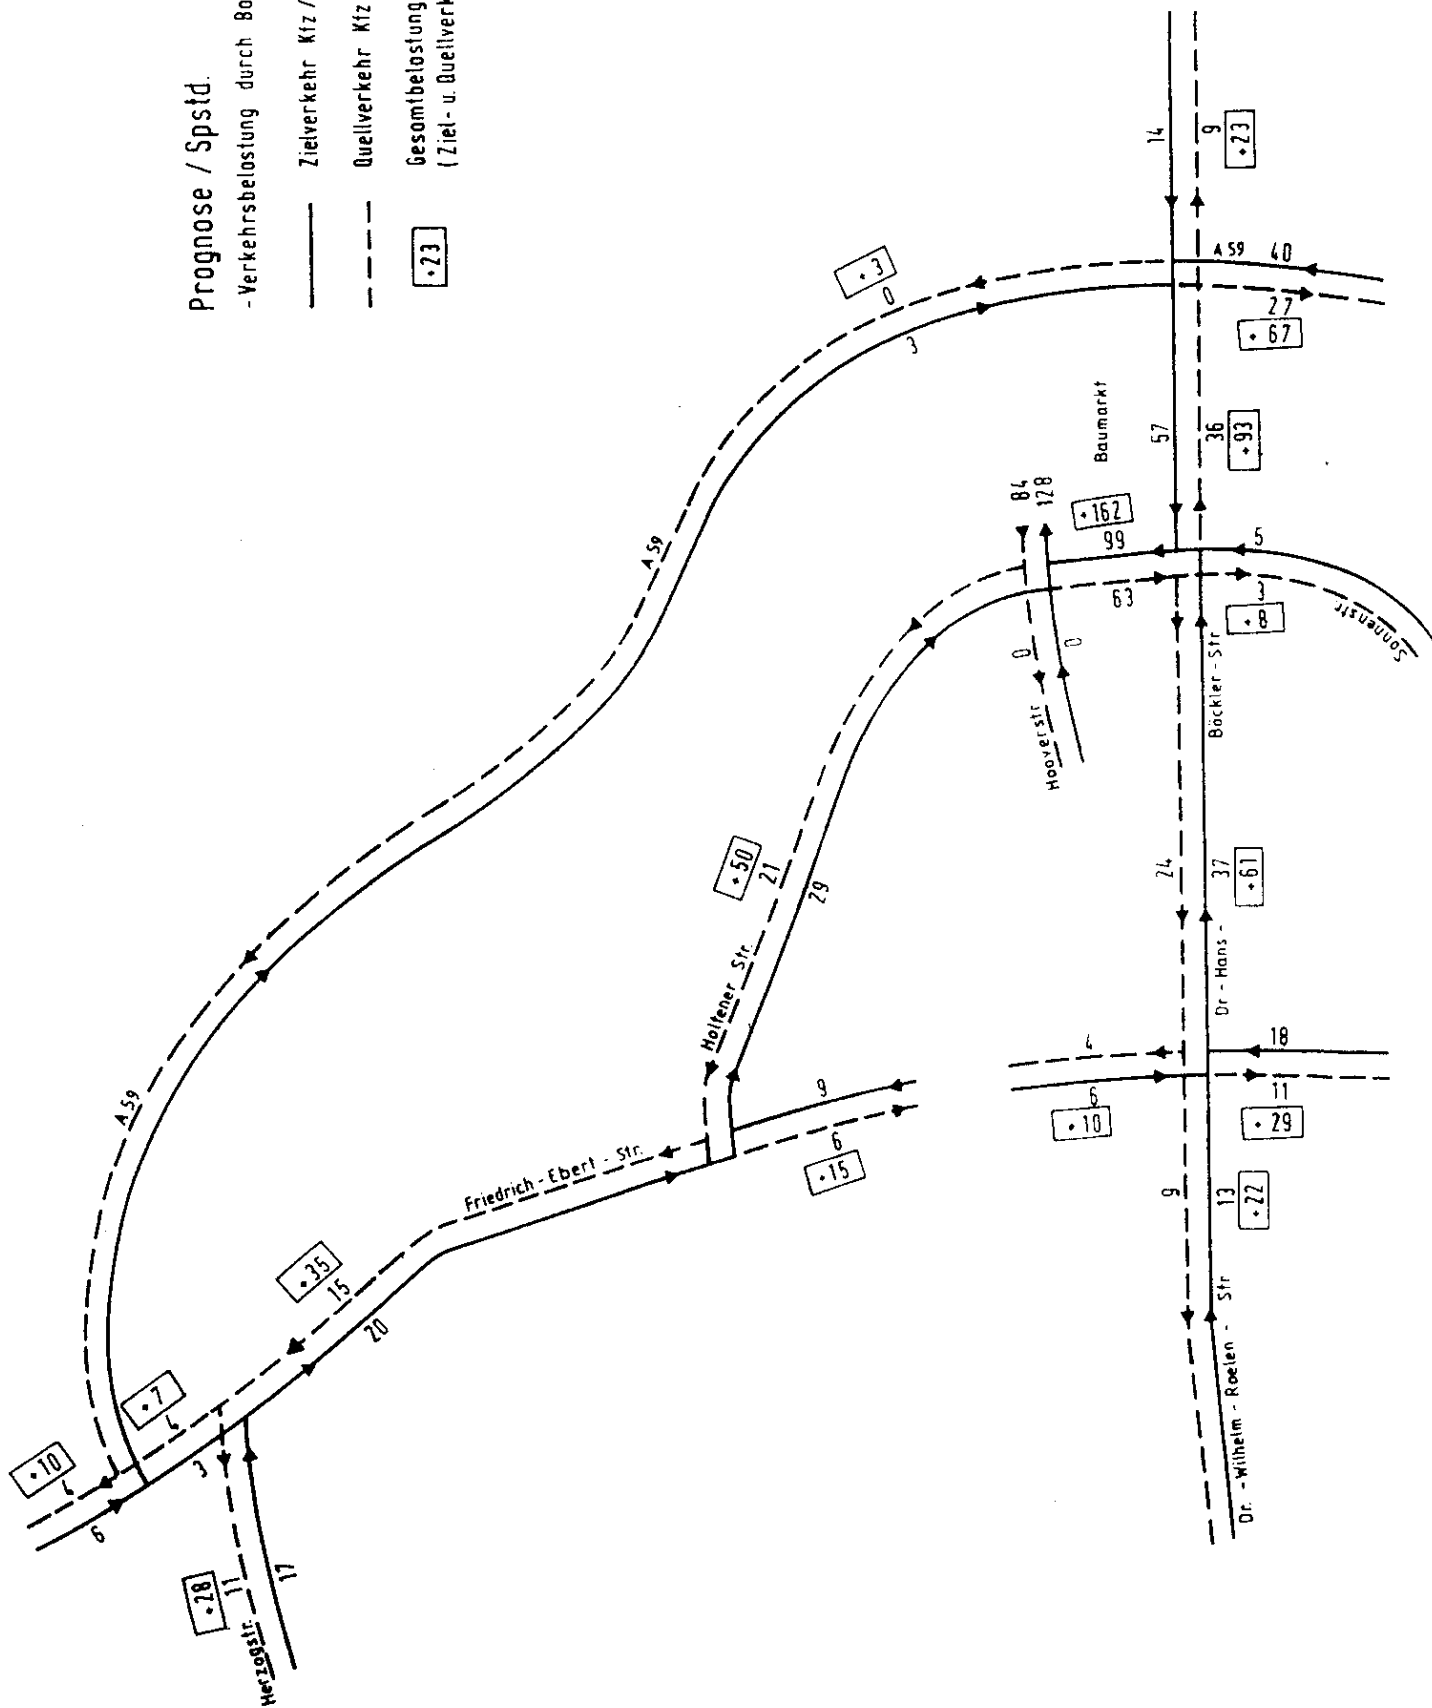 Prognose / Spstd.
- Verkehrsbelastung durch
Zielverkehr Kfz /
Quellverkehr Kfz
+23
Gesamtbelastung
(Ziel- u. Quellverk
14
9
+23
+3
0
3
A 59
40
27
+67
57
36
+93
Baumarkt
84
128
+162
99
63
5
3
+8
Sonnenstr.
A 59
0
0
Hooverstr.
Böckler-Str
+50
21
29
24
37
+61
Holtener Str.
Dr-Hans-
A 59
9
6
+15
4
6
+10
18
11
+29
Friedrich-Ebert-Str.
9
13
+22
+35
15
20
Dr.-Wilhelm-Roelen-Str
+7
4
3
+10
4
6
+28
11
17
Herzogstr.